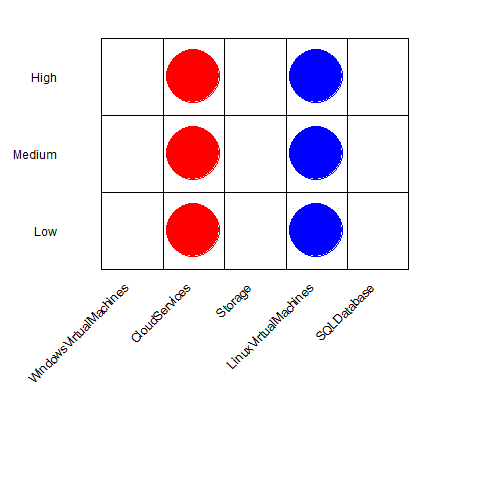 High
Medium
Low
WindowsVirtualMachines
CloudServices
Storage
LinuxVirtualMachines
SQLDatabase